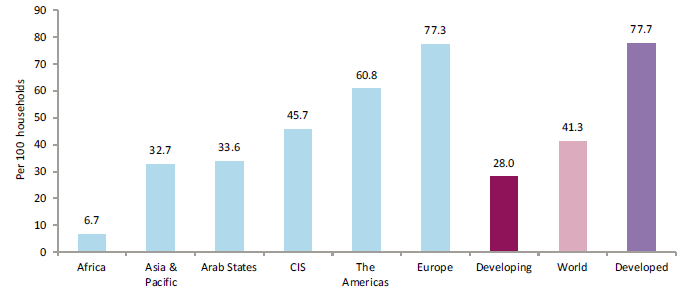 Per 100 households
90
80
70
60
50
40
30
20
10
0
6.7
32.7
33.6
45.7
60.8
77.3
28.0
41.3
77.7
Africa
Asia &
Pacific
Arab States
CIS
The
Americas
Europe
Developing
World
Developed